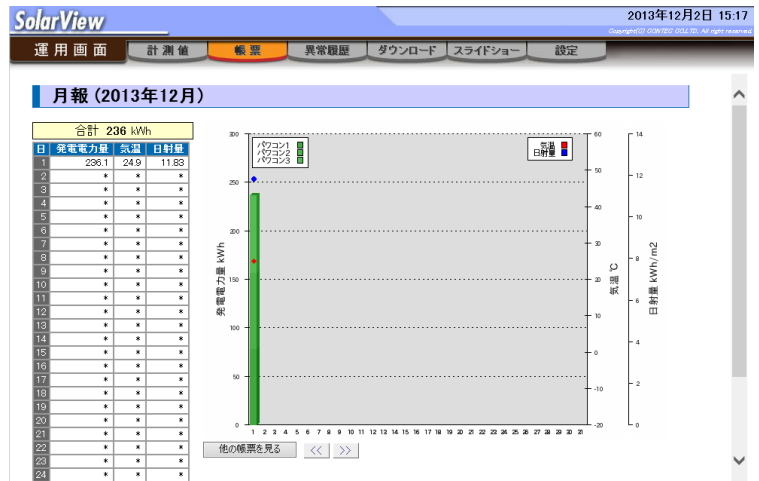 SolarView
2013年12月2日 15:17
Copyright(C) CONTEC CO.,LTD. All right reserved.
運用画面 計測値 帳票 異常履歴 ダウンロード スライドショー 設定
月報 (2013年12月)
合計 236 kWh
日 発電電力量 気温 日射量
1 236.1 24.9 11.83
2 * * *
3 * * *
4 * * *
5 * * *
6 * * *
7 * * *
8 * * *
9 * * *
10 * * *
11 * * *
12 * * *
13 * * *
14 * * *
15 * * *
16 * * *
17 * * *
18 * * *
19 * * *
20 * * *
21 * * *
22 * * *
23 * * *
24 * * *
パワコン1
パワコン2
パワコン3
気温
日射量
300
250
200
150
100
50
0
発電電力量 kWh
60
50
40
30
20
10
0
-10
-20
気温 ℃
14
12
10
8
6
4
2
0
日射量 kWh/m2
1 2 3 4 5 6 7 8 9 10 11 12 13 14 15 16 17 18 19 20 21 22 23 24 25 26 27 28 29 30 31
他の帳票を見る << >>